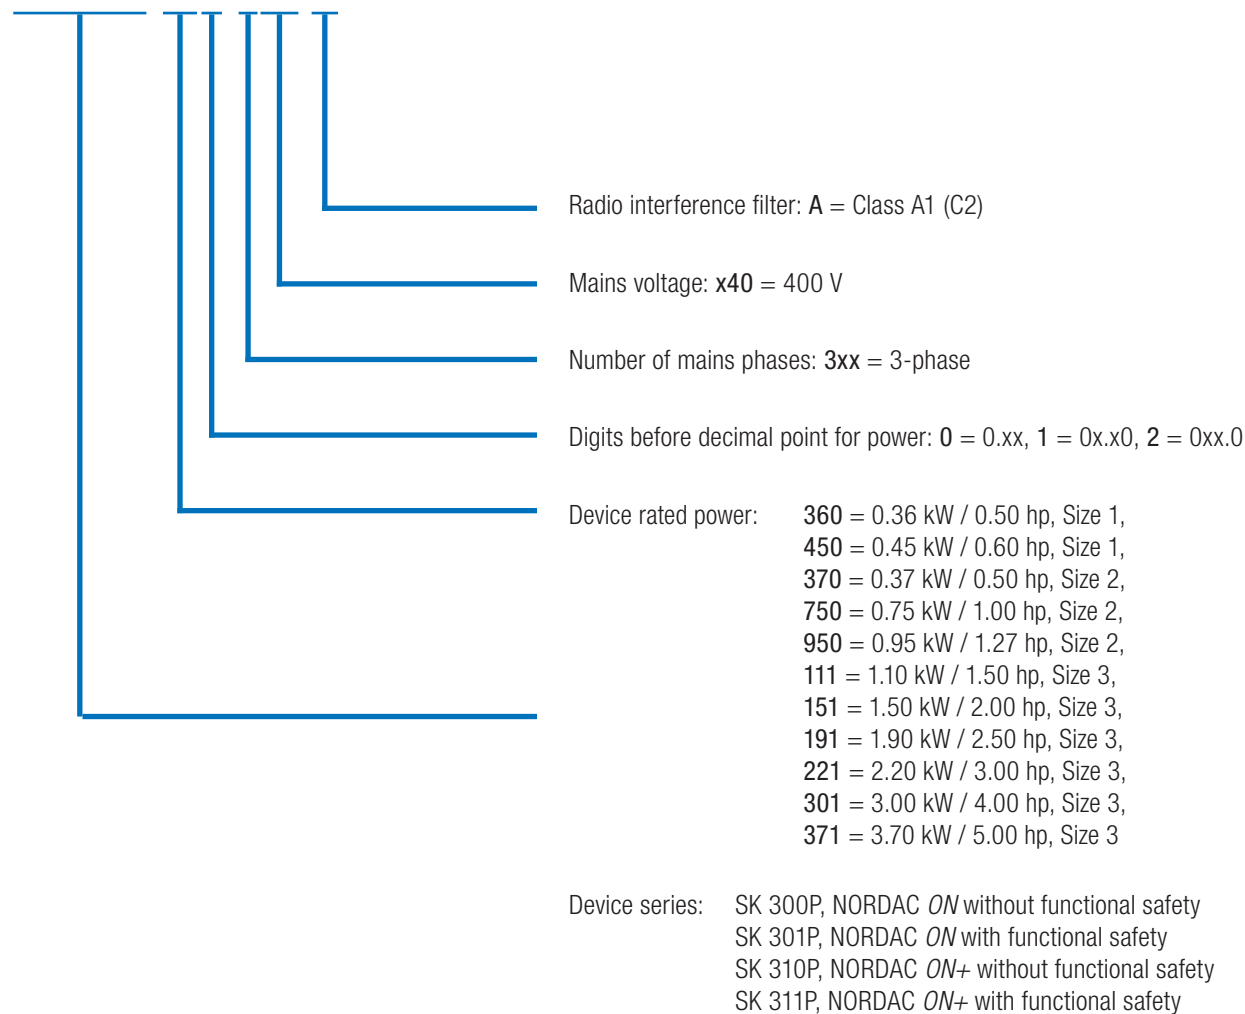 Radio interference filter: A = Class A1 (C2)
Mains voltage: x40 = 400 V
Number of mains phases: 3xx = 3-phase
Digits before decimal point for power: 0 = 0.xx, 1 = 0x.x0, 2 = 0xx.0
Device rated power: 360 = 0.36 kW / 0.50 hp, Size 1,
450 = 0.45 kW / 0.60 hp, Size 1,
370 = 0.37 kW / 0.50 hp, Size 2,
750 = 0.75 kW / 1.00 hp, Size 2,
950 = 0.95 kW / 1.27 hp, Size 2,
111 = 1.10 kW / 1.50 hp, Size 3,
151 = 1.50 kW / 2.00 hp, Size 3,
191 = 1.90 kW / 2.50 hp, Size 3,
221 = 2.20 kW / 3.00 hp, Size 3,
301 = 3.00 kW / 4.00 hp, Size 3,
371 = 3.70 kW / 5.00 hp, Size 3
Device series: SK 300P, NORDAC ON without functional safety
SK 301P, NORDAC ON with functional safety
SK 310P, NORDAC ON+ without functional safety
SK 311P, NORDAC ON+ with functional safety